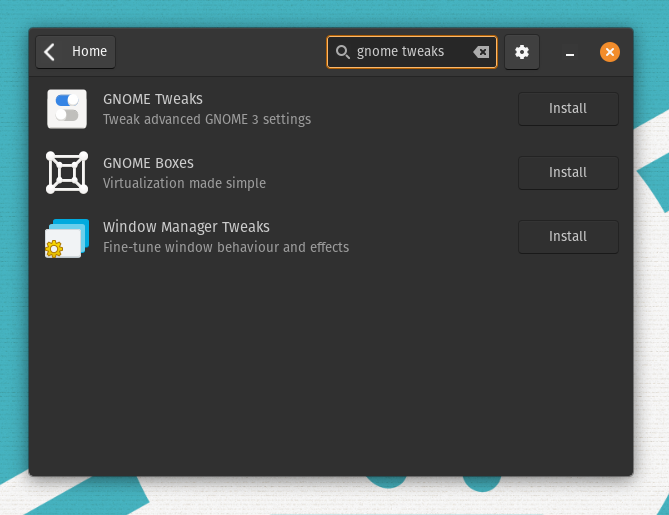 Home
gnome tweaks
GNOME Tweaks
Tweak advanced GNOME 3 settings
Install
GNOME Boxes
Virtualization made simple
Install
Window Manager Tweaks
Fine-tune window behaviour and effects
Install